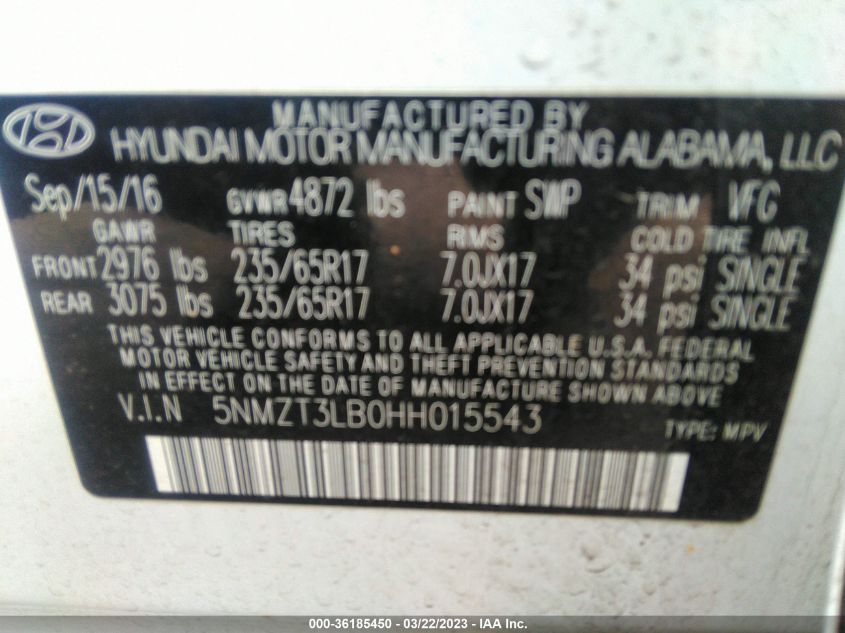 MANUFACTURED BY
HYUNDAI MOTOR MANUFACTURING ALABAMA, LLC
Sep/15/16 GVWR 4872 lbs PAINT SWP TRIM VFC
GAWR TIRES RIMS COLD TIRE INFL
FRONT 2976 lbs 235/65R17 7.0JX17 34 psi SINGLE
REAR 3075 lbs 235/65R17 7.0JX17 34 psi SINGLE
THIS VEHICLE CONFORMS TO ALL APPLICABLE U.S.A. FEDERAL
MOTOR VEHICLE SAFETY AND THEFT PREVENTION STANDARDS
IN EFFECT ON THE DATE OF MANUFACTURE SHOWN ABOVE
V.I.N 5NMZT3LB0HH015543 TYPE: MPV
000-36185450 - 03/22/2023 - IAA Inc.